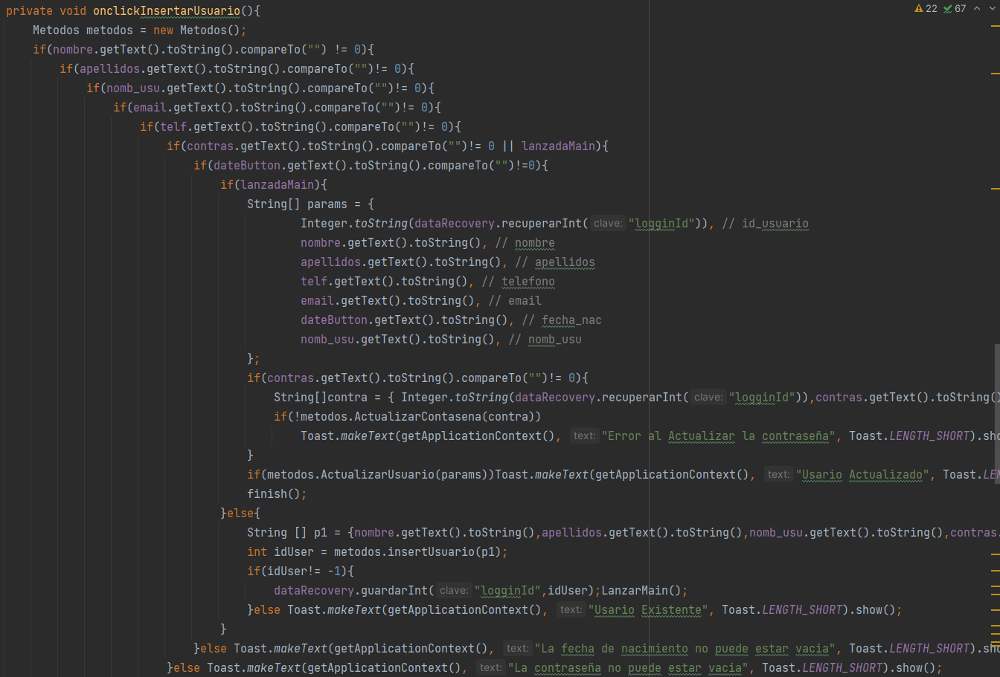 private void onclickInsertarUsuario(){
22 67
Metodos metodos = new Metodos();
if(nombre.getText().toString().compareTo("") != 0){
if(apellidos.getText().toString().compareTo("")!= 0){
if(nomb_usu.getText().toString().compareTo("")!= 0){
if(email.getText().toString().compareTo("")!= 0){
if(telf.getText().toString().compareTo("")!= 0){
if(contras.getText().toString().compareTo("")!= 0 || lanzadaMain){
if(dateButton.getText().toString().compareTo("")!=0){
if(lanzadaMain){
String[] params = {
Integer.toString(dataRecovery.recuperarInt( clave: "logginId")), // id_usuario
nombre.getText().toString(), // nombre
apellidos.getText().toString(), // apellidos
telf.getText().toString(), // telefono
email.getText().toString(), // email
dateButton.getText().toString(), // fecha_nac
nomb_usu.getText().toString(), // nomb_usu
};
if(contras.getText().toString().compareTo("")!= 0){
String[]contra = { Integer.toString(dataRecovery.recuperarInt( clave: "logginId")),contras.getText().toString()
if(!metodos.ActualizarContasena(contra))
Toast.makeText(getApplicationContext(), text: "Error al Actualizar la contraseña", Toast.LENGTH_SHORT).sho
}
if(metodos.ActualizarUsuario(params))Toast.makeText(getApplicationContext(), text: "Usario Actualizado", Toast.LEN
finish();
}else{
String [] p1 = {nombre.getText().toString(),apellidos.getText().toString(),nomb_usu.getText().toString(),contras.
int idUser = metodos.insertUsuario(p1);
if(idUser!= -1){
dataRecovery.guardarInt( clave: "logginId",idUser);LanzarMain();
}else Toast.makeText(getApplicationContext(), text: "Usario Existente", Toast.LENGTH_SHORT).show();
}
}else Toast.makeText(getApplicationContext(), text: "La fecha de nacimiento no puede estar vacia", Toast.LENGTH_SHORT).sho
}else Toast.makeText(getApplicationContext(), text: "La contraseña no puede estar vacia", Toast.LENGTH_SHORT).show();